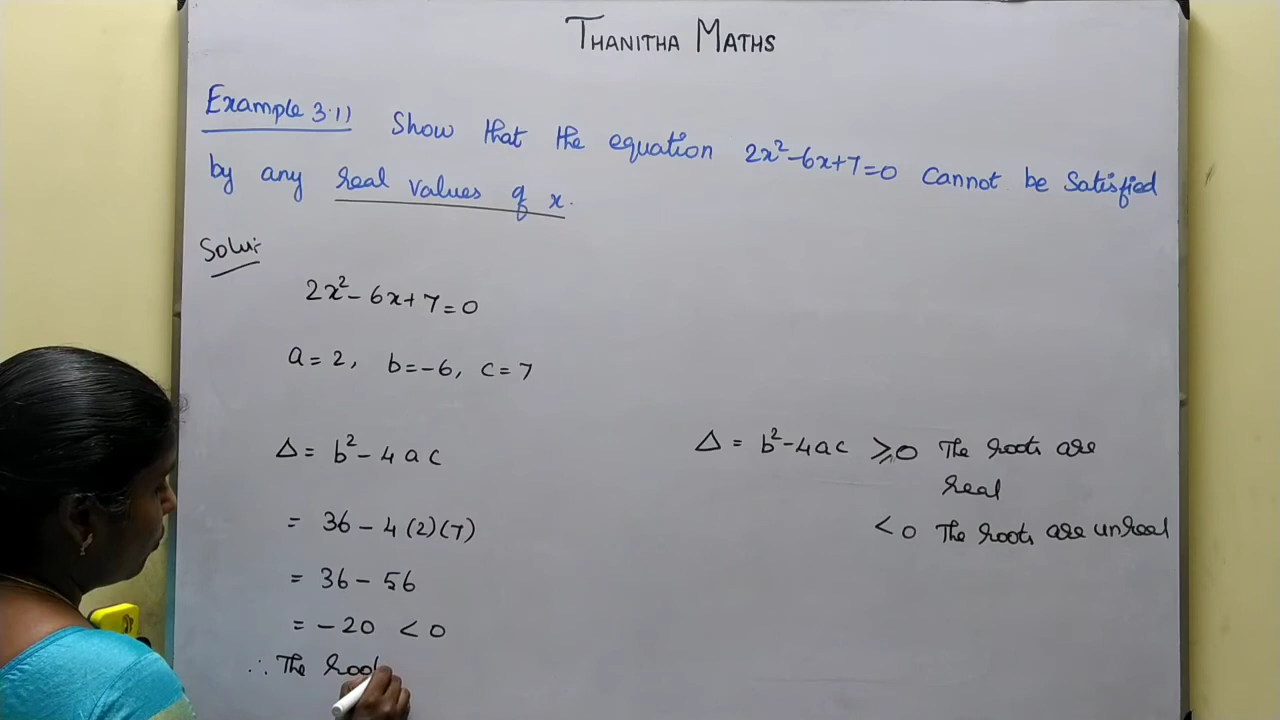 THANITHA MATHS
Example 3.11 Show that the equation 2x²-6x+7=0 cannot be Satisfied
by any real values of x.
Solu:-
2x²-6x+7=0
a=2, b=-6, c=7
Δ = b²-4ac
Δ = b²-4ac ⩾0 The roots are
real
= 36-4(2)(7)
<0 The roots are unreal
= 36-56
= -20 <0
∴ The root